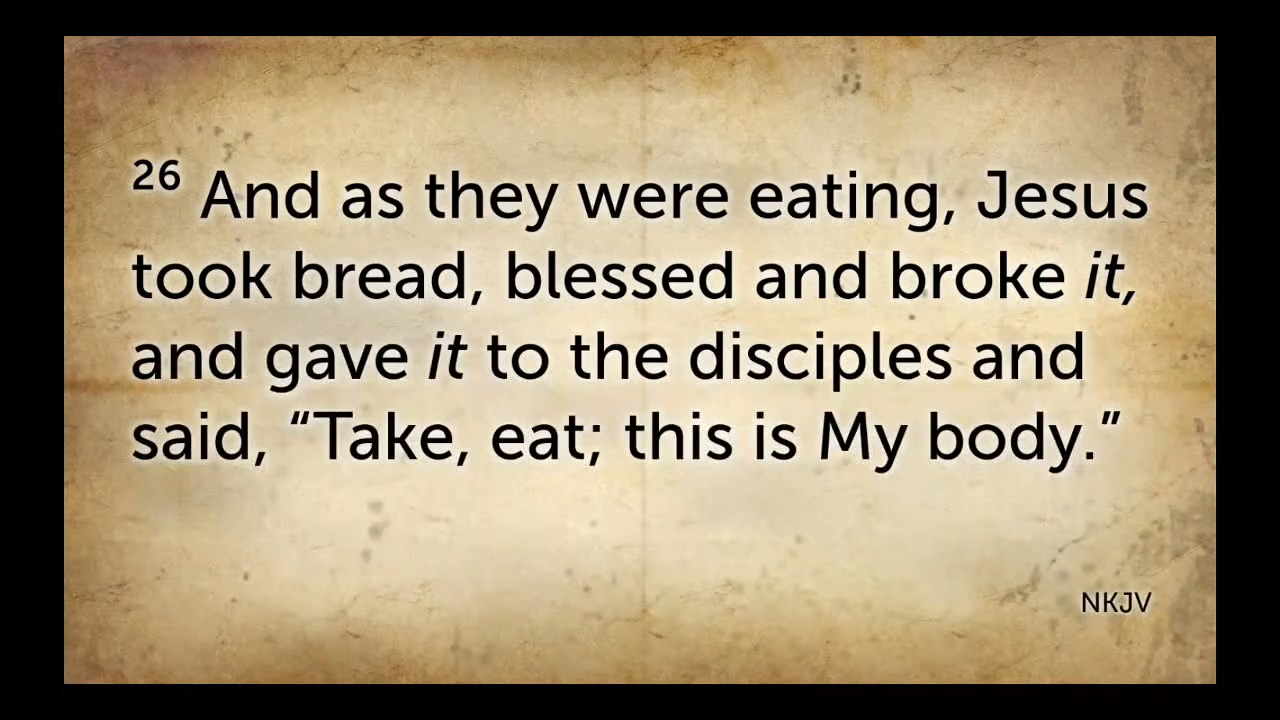 26 And as they were eating, Jesus
took bread, blessed and broke it,
and gave it to the disciples and
said, “Take, eat; this is My body.”
NKJV